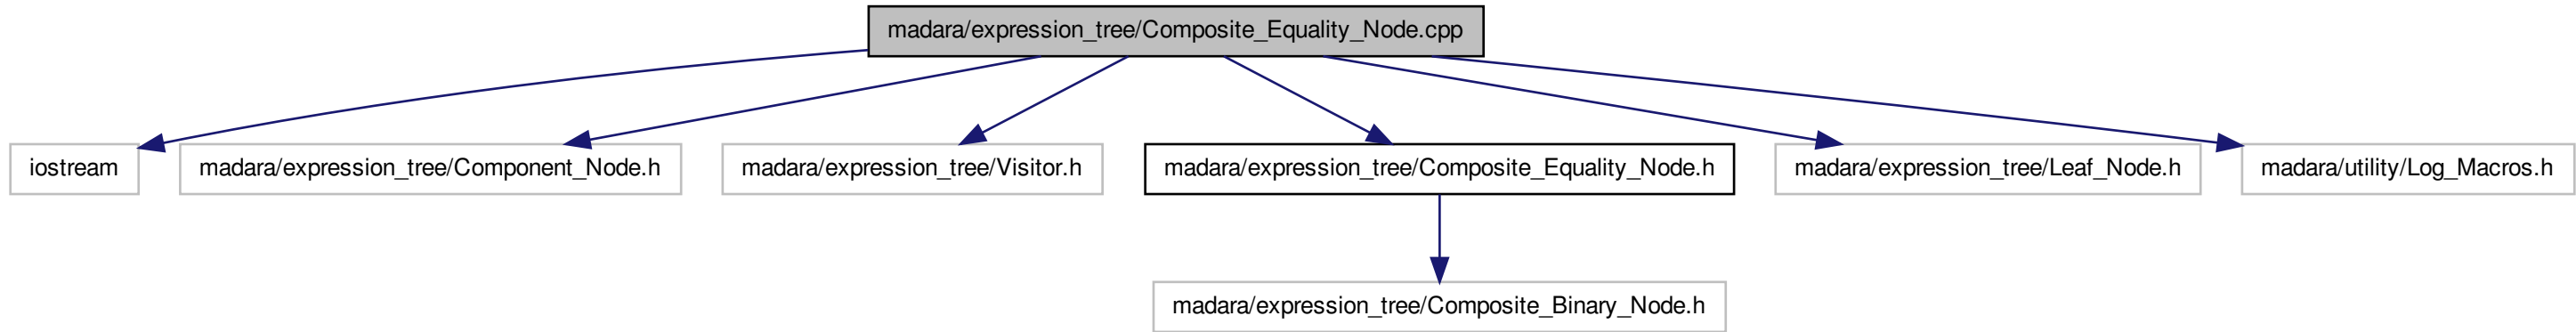 madara/expression_tree/Composite_Equality_Node.cpp
iostream
madara/expression_tree/Component_Node.h
madara/expression_tree/Visitor.h
madara/expression_tree/Composite_Equality_Node.h
madara/expression_tree/Leaf_Node.h
madara/utility/Log_Macros.h
madara/expression_tree/Composite_Binary_Node.h